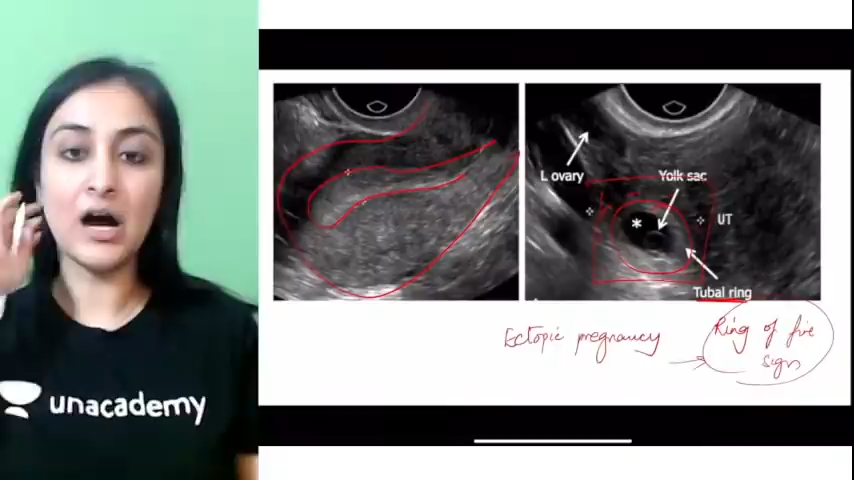 L ovary
Yolk sac
*
UT
Tubal ring
Ectopic pregnancy
Ring of fire
sign
unacademy